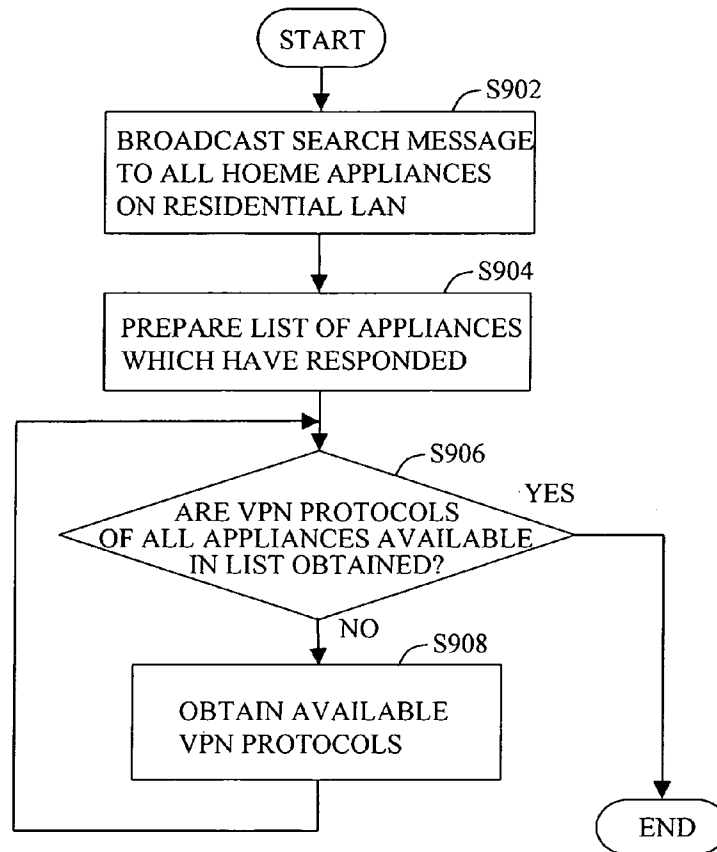 START
S902
BROADCAST SEARCH MESSAGE
TO ALL HOEME APPLIANCES
ON RESIDENTIAL LAN
S904
PREPARE LIST OF APPLIANCES
WHICH HAVE RESPONDED
S906
YES
ARE VPN PROTOCOLS
OF ALL APPLIANCES AVAILABLE
IN LIST OBTAINED?
NO
S908
OBTAIN AVAILABLE
VPN PROTOCOLS
END